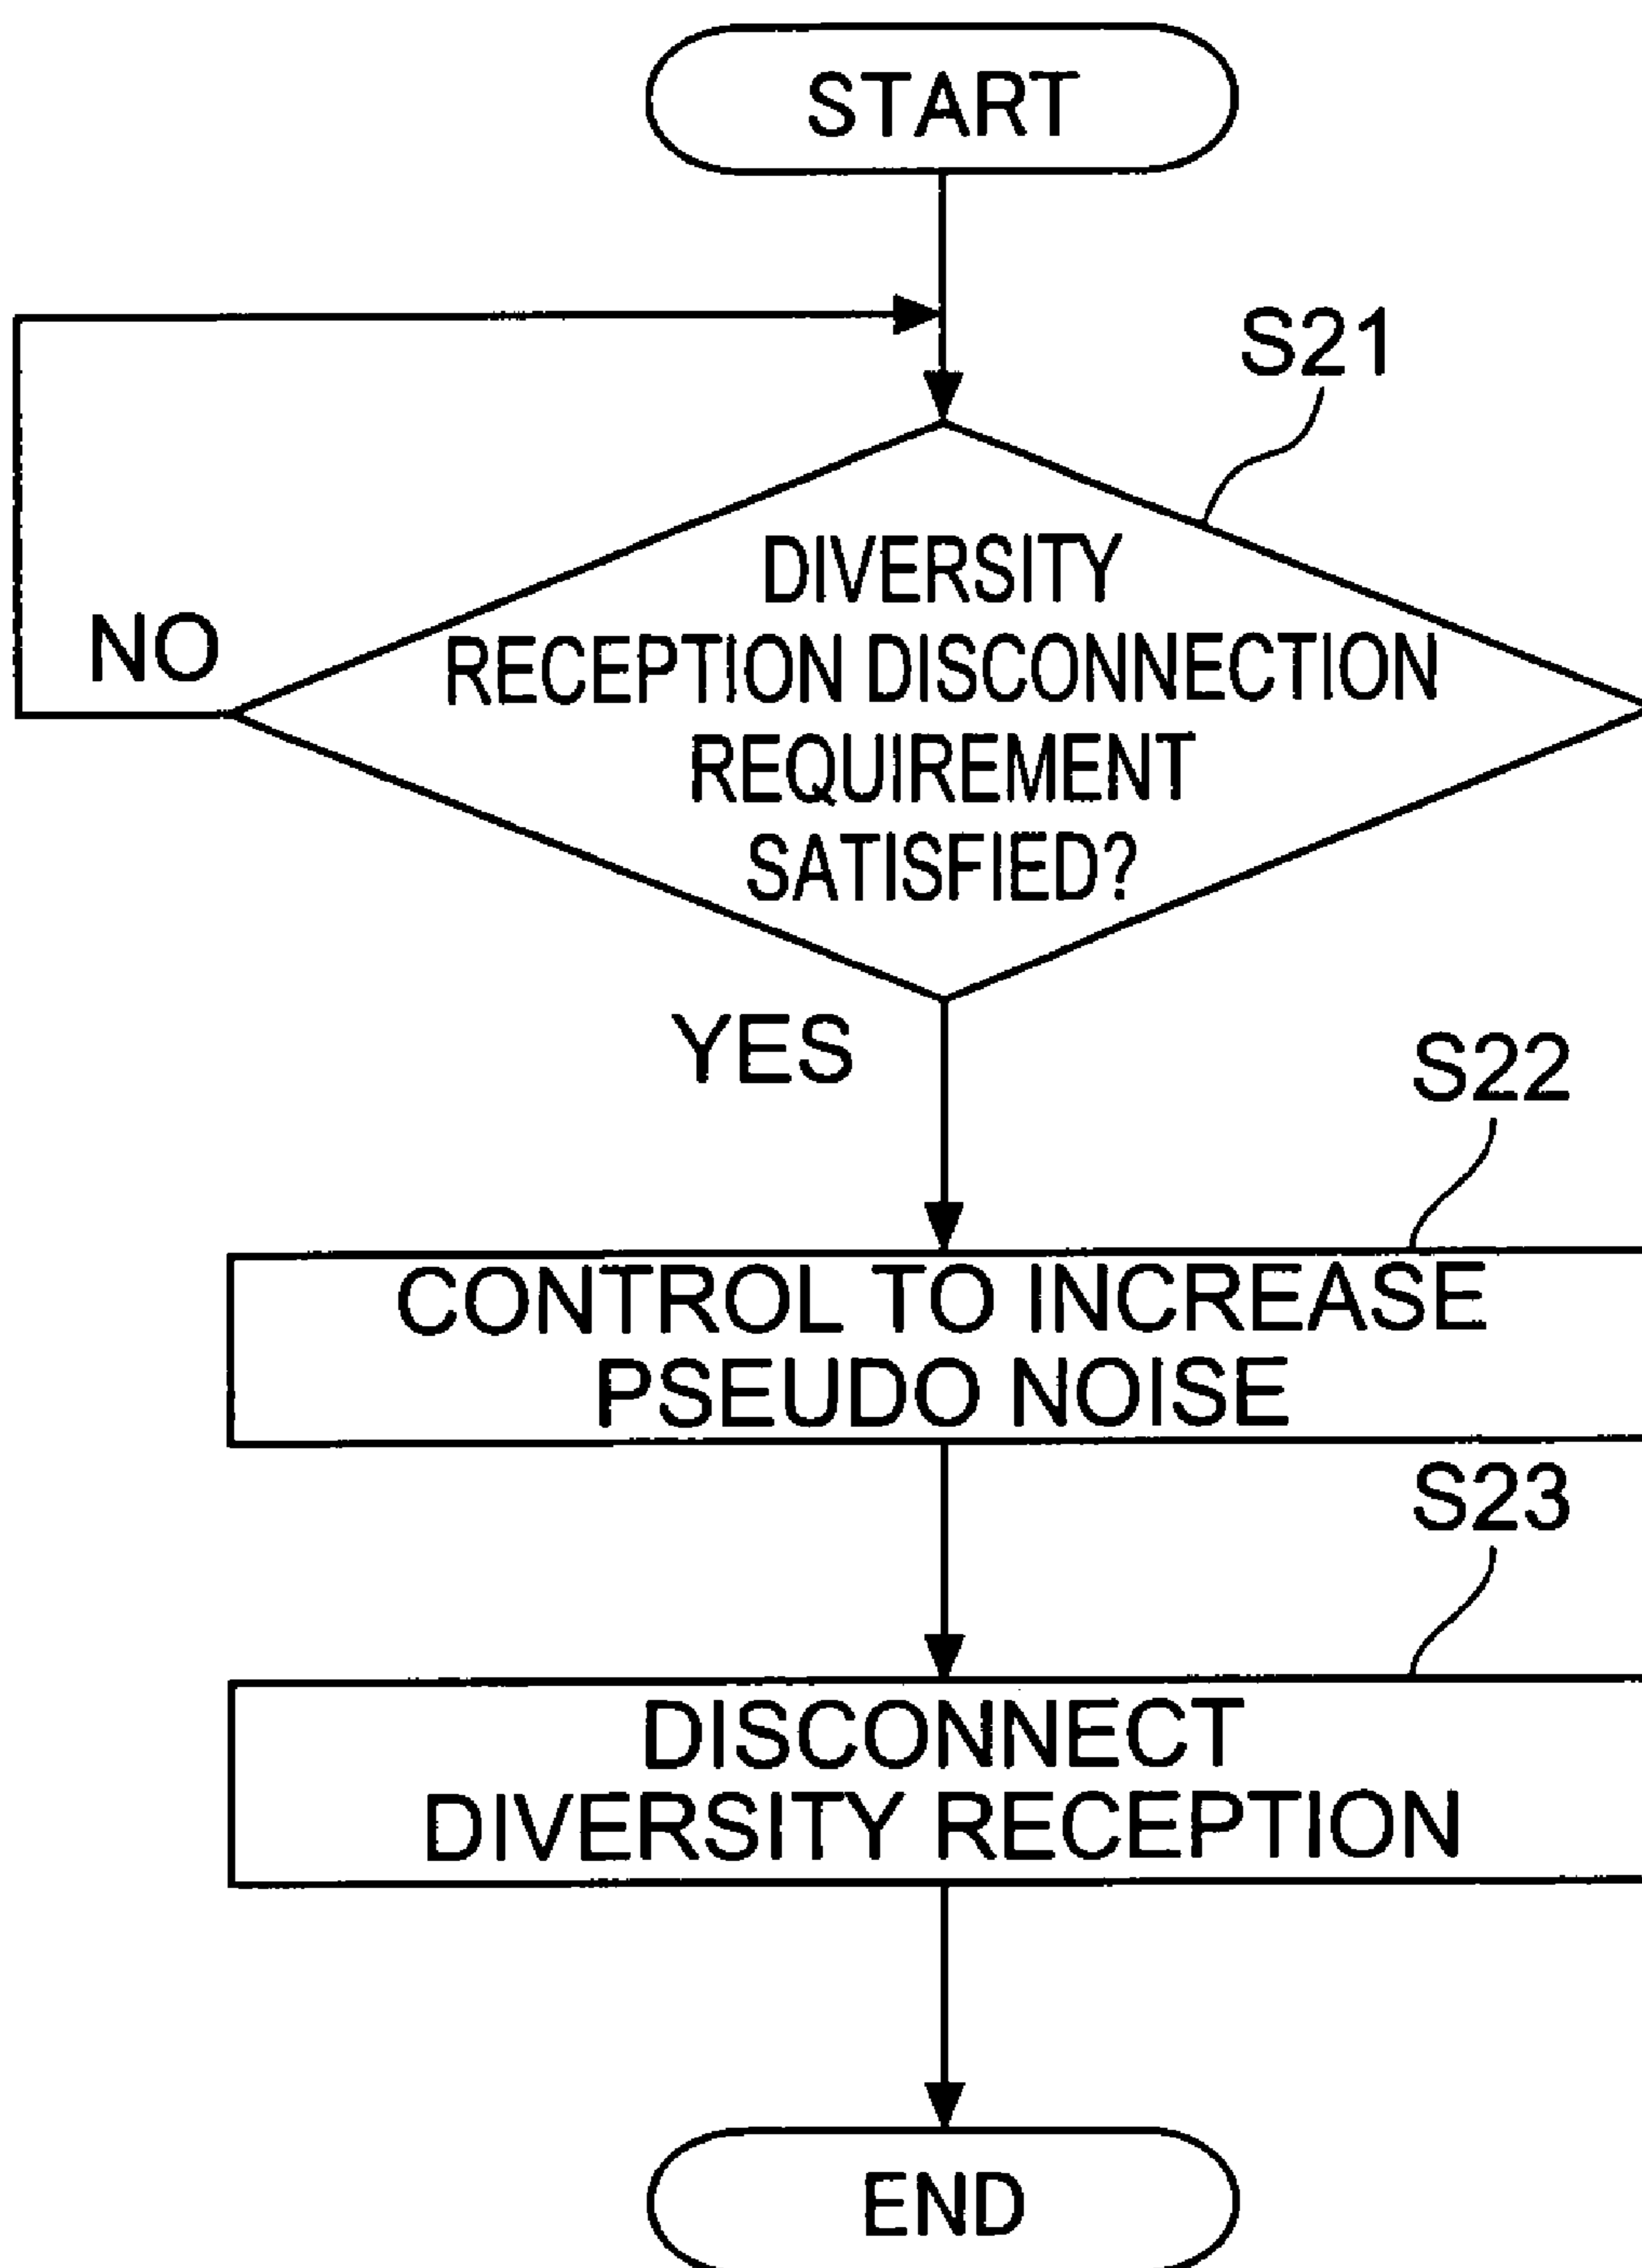 START
S21
DIVERSITY
RECEPTION DISCONNECTION
REQUIREMENT
SATISFIED?
NO
YES
S22
CONTROL TO INCREASE
PSEUDO NOISE
S23
DISCONNECT
DIVERSITY RECEPTION
END